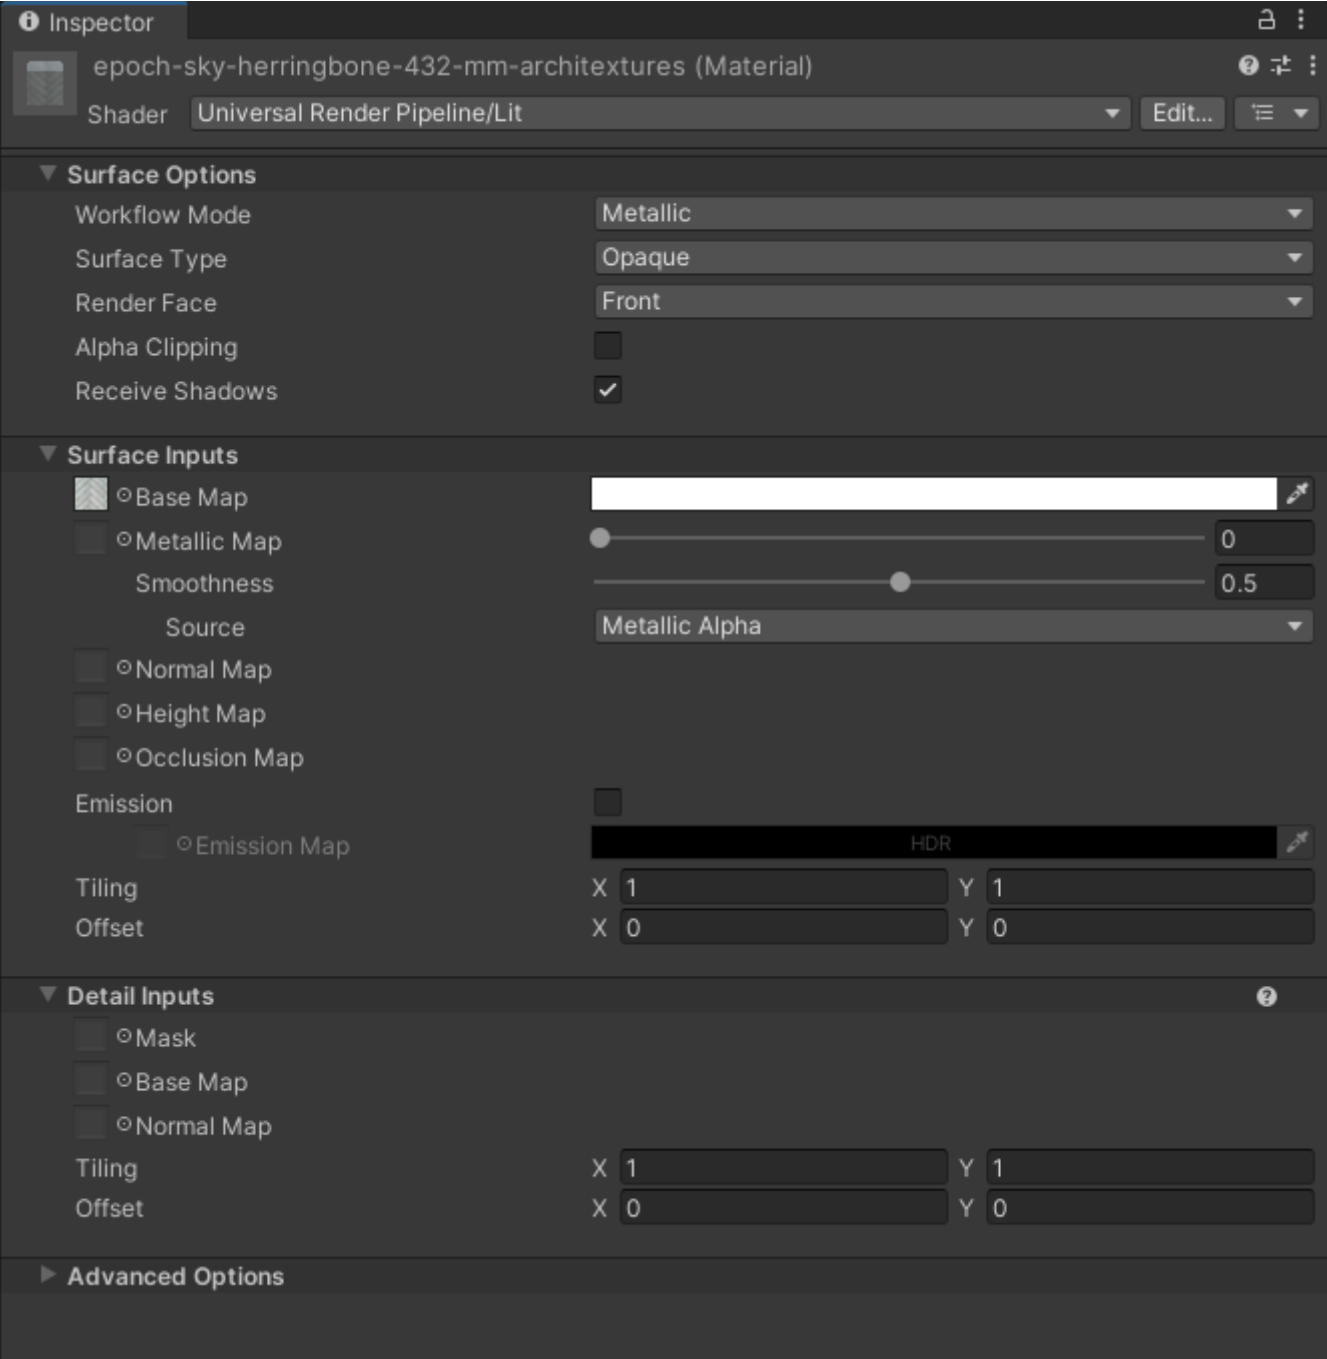 Inspector
epoch-sky-herringbone-432-mm-architextures (Material)
Shader Universal Render Pipeline/Lit Edit...
Surface Options
Workflow Mode Metallic
Surface Type Opaque
Render Face Front
Alpha Clipping
Receive Shadows
Surface Inputs
Base Map
Metallic Map 0
Smoothness 0.5
Source Metallic Alpha
Normal Map
Height Map
Occlusion Map
Emission
Emission Map HDR
Tiling X 1 Y 1
Offset X 0 Y 0
Detail Inputs
Mask
Base Map
Normal Map
Tiling X 1 Y 1
Offset X 0 Y 0
Advanced Options